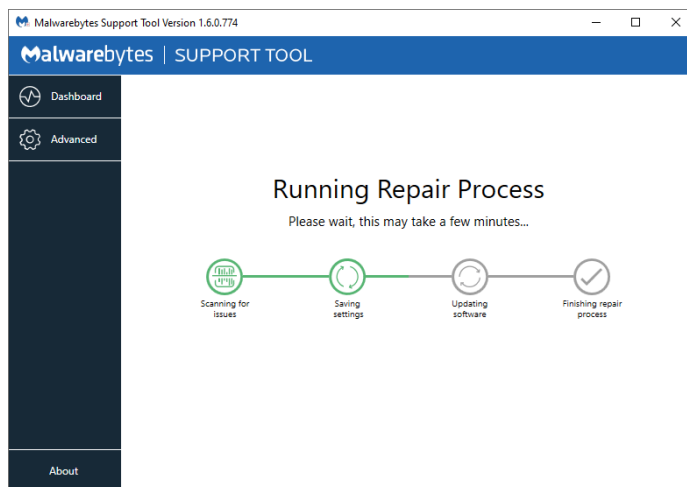 Malwarebytes Support Tool Version 1.6.0.774
Malwarebytes | SUPPORT TOOL
Dashboard
Advanced
Running Repair Process
Please wait, this may take a few minutes...
Scanning for
issues
Saving
settings
Updating
software
Finishing repair
process
About